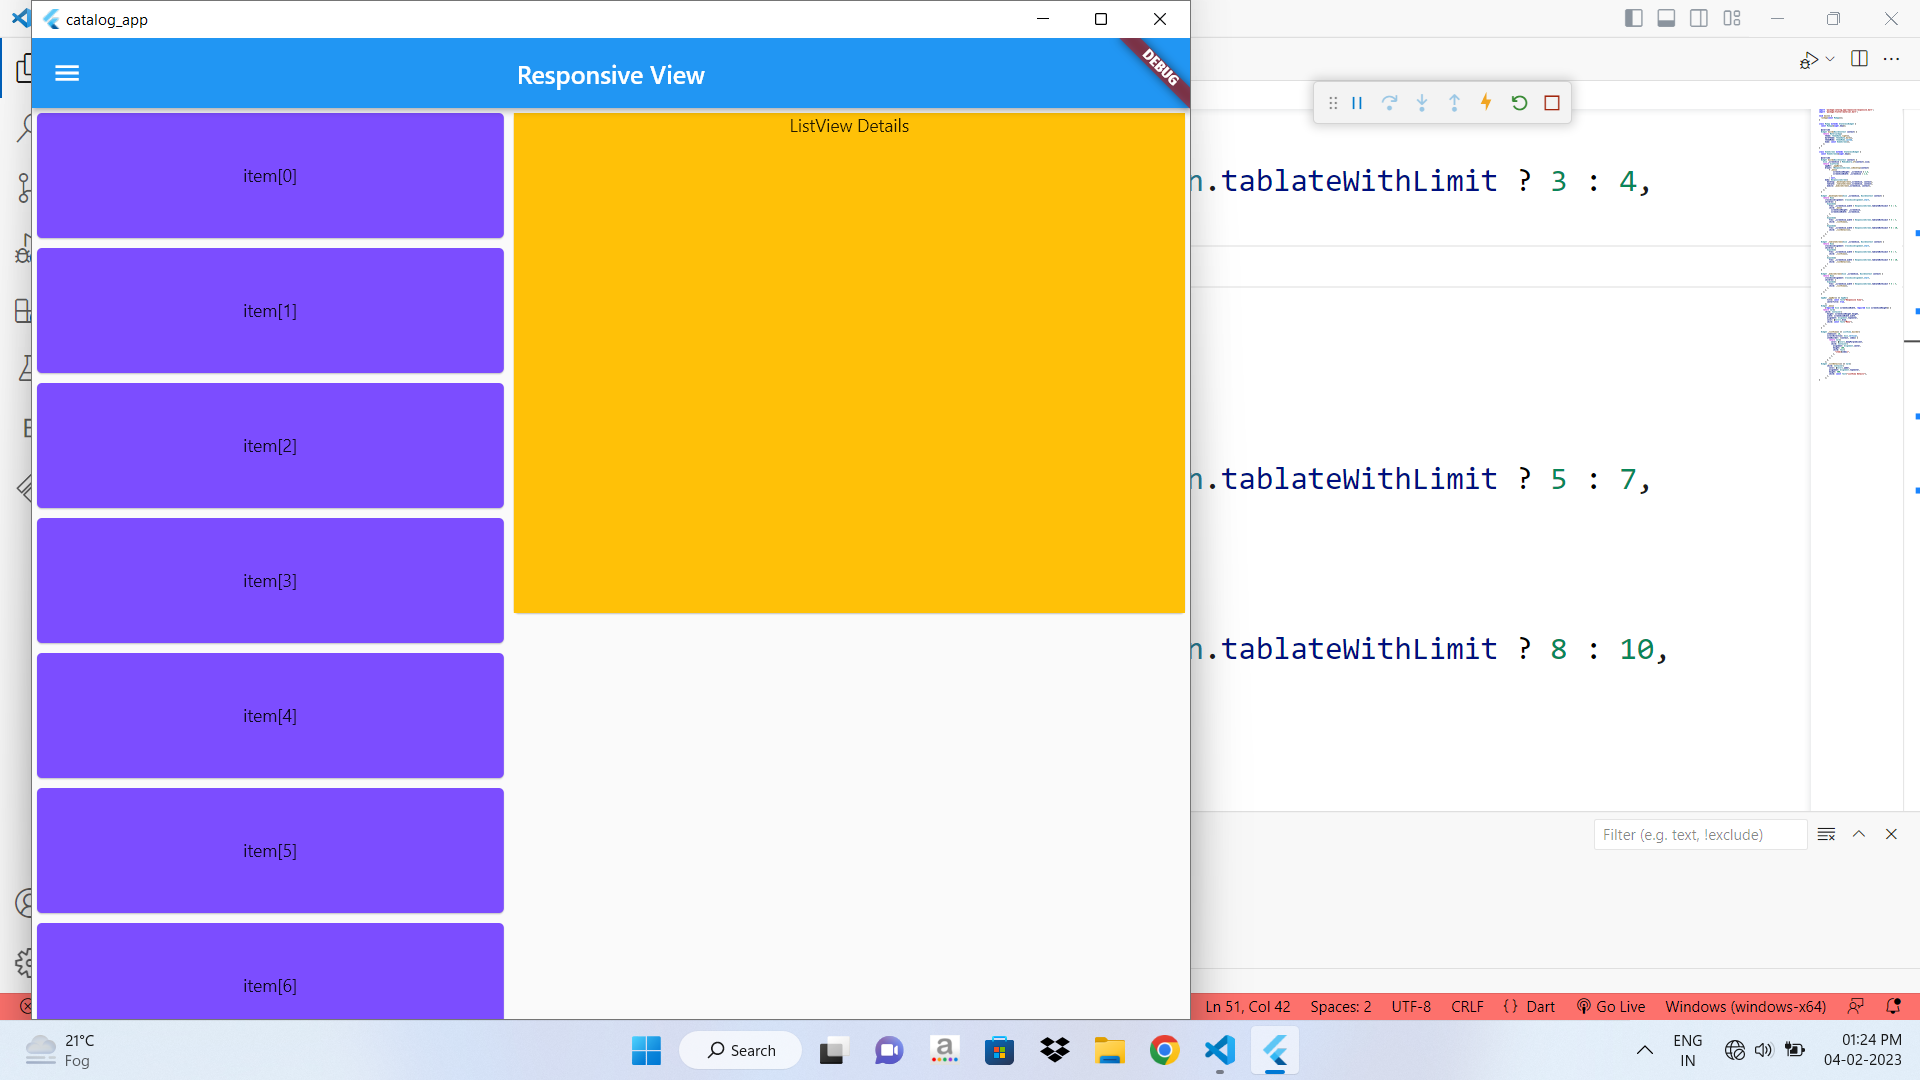 catalog_app
Responsive View
DEBUG
item[0]
item[1]
item[2]
item[3]
item[4]
item[5]
item[6]
ListView Details
n.tablateWithLimit ? 3 : 4,
n.tablateWithLimit ? 5 : 7,
n.tablateWithLimit ? 8 : 10,
Filter (e.g. text, !exclude)
Ln 51, Col 42 Spaces: 2 UTF-8 CRLF { } Dart Go Live Windows (windows-x64)
21°C
Fog
Search
a
ENG
IN
01:24 PM
04-02-2023